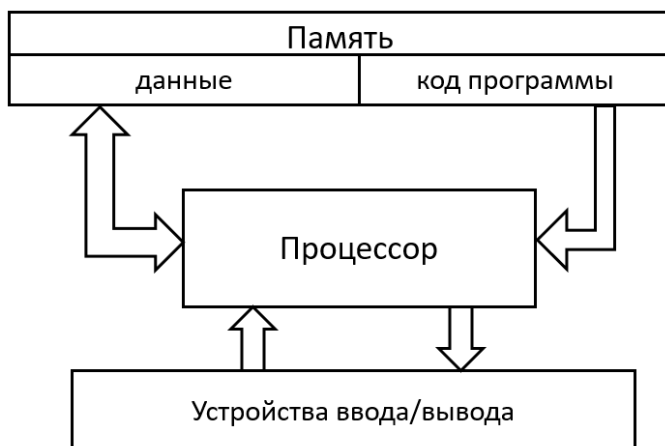 Память
данные
код программы
Процессор
Устройства ввода/вывода